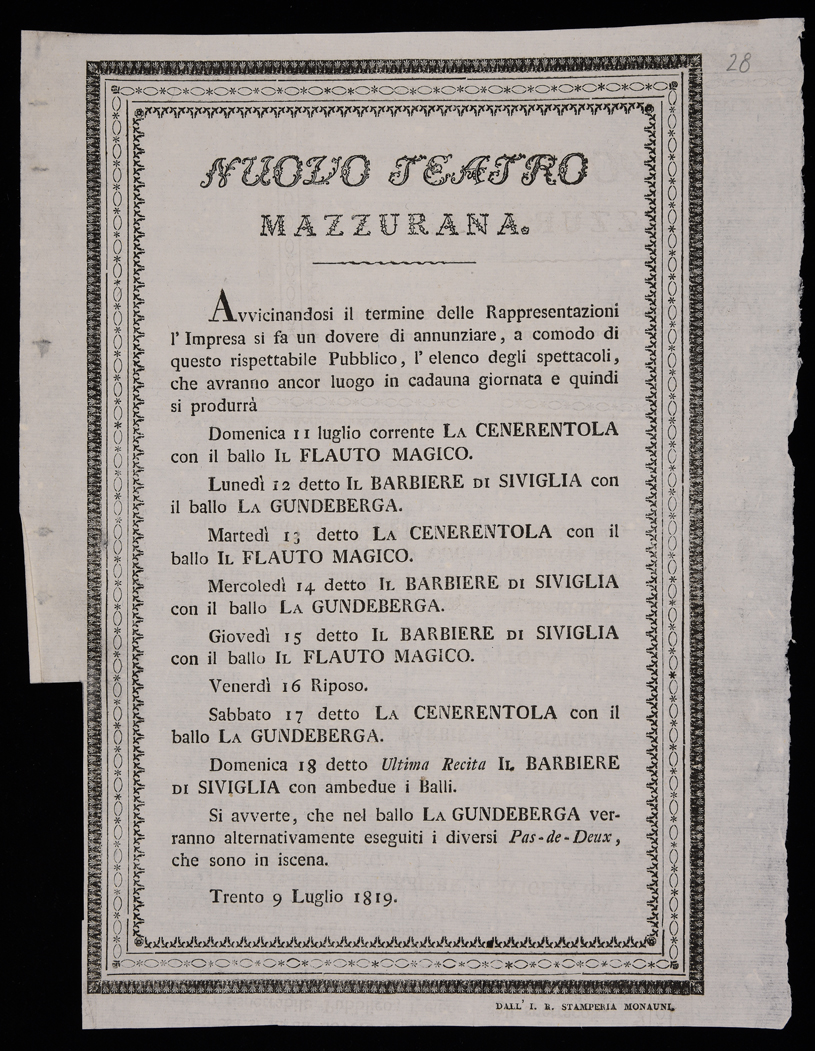 28
NUOVO TEATRO
MAZZURANA.
Avvicinandosi il termine delle Rappresentazioni
l' Impresa si fa un dovere di annunziare, a comodo di
questo rispettabile Pubblico, l' elenco degli spettacoli,
che avranno ancor luogo in cadauna giornata e quindi
si produrrà
Domenica 11 luglio corrente LA CENERENTOLA
con il ballo IL FLAUTO MAGICO.
Lunedì 12 detto IL BARBIERE DI SIVIGLIA con
il ballo LA GUNDEBERGA.
Martedì 13 detto LA CENERENTOLA con il
ballo IL FLAUTO MAGICO.
Mercoledì 14 detto IL BARBIERE DI SIVIGLIA
con il ballo LA GUNDEBERGA.
Giovedì 15 detto IL BARBIERE DI SIVIGLIA
con il ballo IL FLAUTO MAGICO.
Venerdì 16 Riposo.
Sabbato 17 detto LA CENERENTOLA con il
ballo LA GUNDEBERGA.
Domenica 18 detto Ultima Recita IL BARBIERE
DI SIVIGLIA con ambedue i Balli.
Si avverte, che nel ballo LA GUNDEBERGA ver-
ranno alternativamente eseguiti i diversi Pas-de-Deux,
che sono in iscena.
Trento 9 Luglio 1819.
DALL' I. R. STAMPERIA MONAUNI.